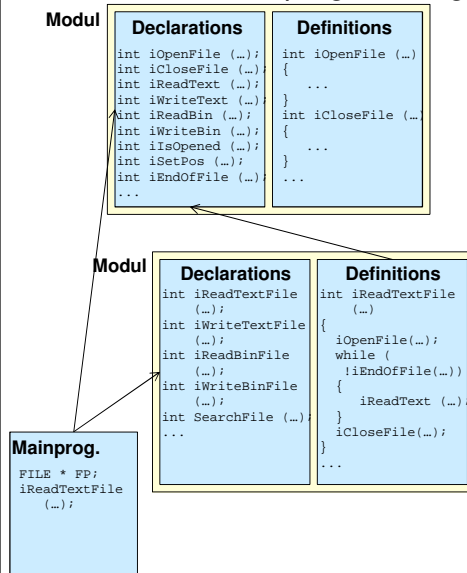 Modul
Declarations
int iOpenFile (…);
int iCloseFile (…);
int iReadText (…);
int iWriteText (…);
int iReadBin (…);
int iWriteBin (…);
int iIsOpened (…);
int iSetPos (…);
int iEndOfFile (…);
...
Definitions
int iOpenFile (…)
{
...
}
int iCloseFile (…)
{
...
}
...
Modul
Declarations
int iReadTextFile
(…);
int iWriteTextFile
(…);
int iReadBinFile
(…);
int iWriteBinFile
(…);
int SearchFile (…);
...
Definitions
int iReadTextFile
(…)
{
iOpenFile(…);
while (
!iEndOfFile(…))
{
iReadText (…);
}
iCloseFile(…);
}
...
Mainprog.
FILE * FP;
iReadTextFile
(…);